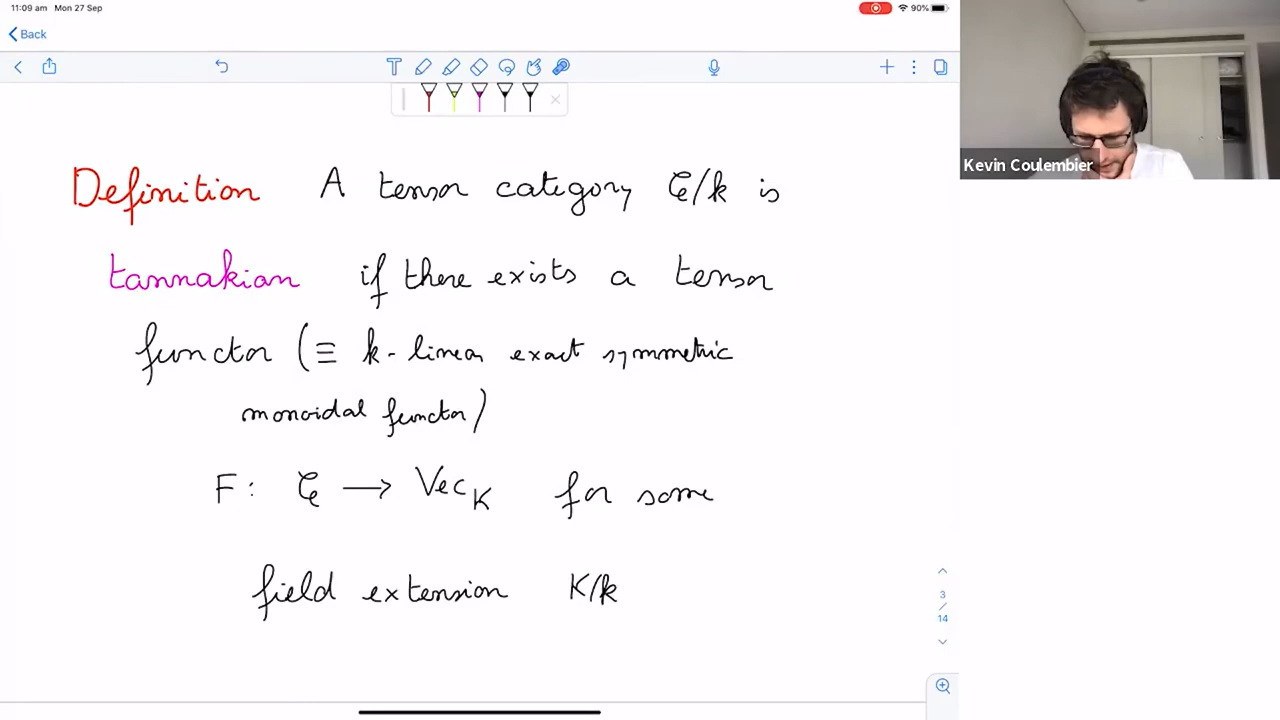 11:09 am Mon 27 Sep
90%
Back
Definition A tensor category 𝒞/k is
tannakian if there exists a tensor
functor (≡ k-linear exact symmetric
monoidal functor)
F: 𝒞 → Vec_K for some
field extension K/k
3
/
14
Kevin Coulembier